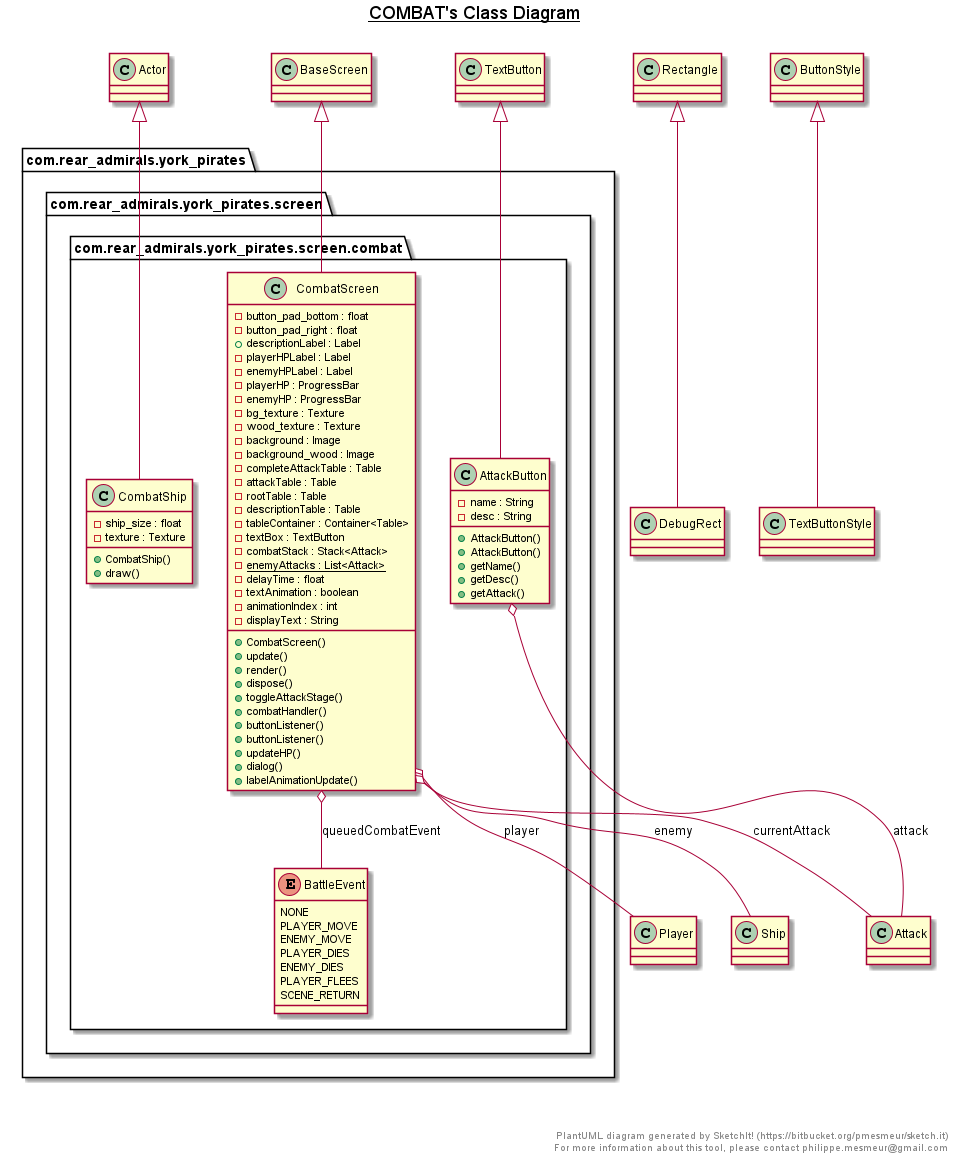 COMBAT's Class Diagram
C Actor
C BaseScreen
C TextButton
C Rectangle
C ButtonStyle
com.rear_admirals.york_pirates
com.rear_admirals.york_pirates.screen
com.rear_admirals.york_pirates.screen.combat
C CombatScreen
button_pad_bottom : float
button_pad_right : float
descriptionLabel : Label
playerHPLabel : Label
enemyHPLabel : Label
playerHP : ProgressBar
enemyHP : ProgressBar
bg_texture : Texture
wood_texture : Texture
background : Image
background_wood : Image
completeAttackTable : Table
attackTable : Table
rootTable : Table
descriptionTable : Table
tableContainer : Container<Table>
textBox : TextButton
combatStack : Stack<Attack>
enemyAttacks : List<Attack>
delayTime : float
textAnimation : boolean
animationIndex : int
displayText : String
CombatScreen()
update()
render()
dispose()
toggleAttackStage()
combatHandler()
buttonListener()
buttonListener()
updateHP()
dialog()
labelAnimationUpdate()
C CombatShip
ship_size : float
texture : Texture
CombatShip()
draw()
C AttackButton
name : String
desc : String
AttackButton()
AttackButton()
getName()
getDesc()
getAttack()
C DebugRect
C TextButtonStyle
queuedCombatEvent
player
enemy
currentAttack
attack
E BattleEvent
NONE
PLAYER_MOVE
ENEMY_MOVE
PLAYER_DIES
ENEMY_DIES
PLAYER_FLEES
SCENE_RETURN
C Player
C Ship
C Attack
PlantUML diagram generated by SketchIt! (https://bitbucket.org/pmesmeur/sketch.it)
For more information about this tool, please contact philippe.mesmeur@gmail.com